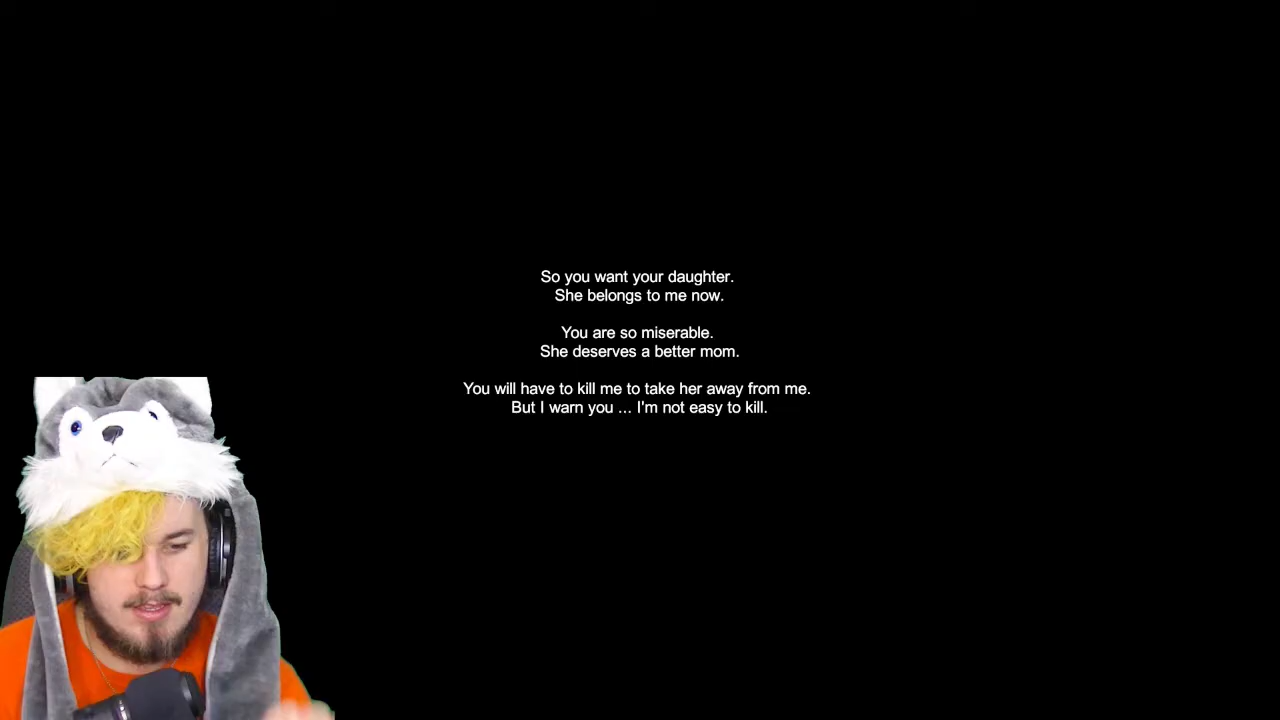 So you want your daughter.
She belongs to me now.
You are so miserable.
She deserves a better mom.
You will have to kill me to take her away from me.
But I warn you ... I'm not easy to kill.